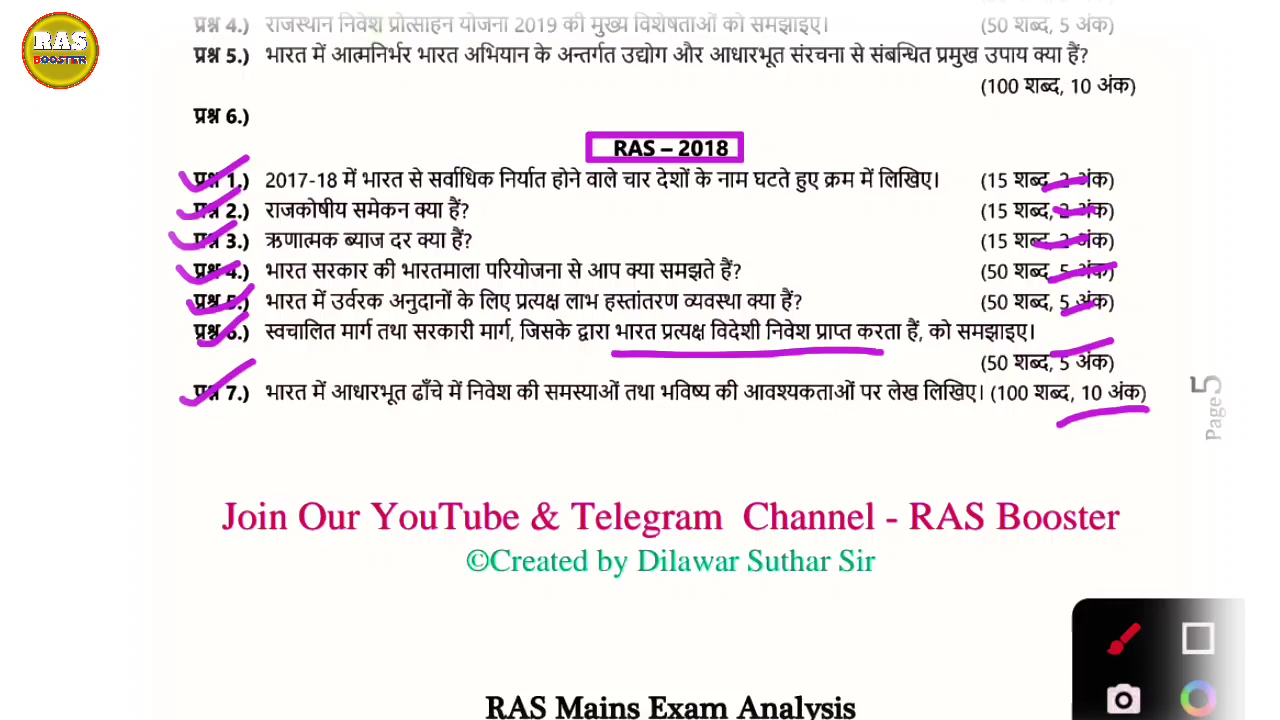 RAS
BOOSTER
प्रश्न 4.) राजस्थान निवेश प्रोत्साहन योजना 2019 की मुख्य विशेषताओं को समझाइए। (50 शब्द, 5 अंक)
प्रश्न 5.) भारत में आत्मनिर्भर भारत अभियान के अन्तर्गत उद्योग और आधारभूत संरचना से संबन्धित प्रमुख उपाय क्या हैं?
(100 शब्द, 10 अंक)
प्रश्न 6.)
RAS – 2018
प्रश्न 1.) 2017-18 में भारत से सर्वाधिक निर्यात होने वाले चार देशों के नाम घटते हुए क्रम में लिखिए। (15 शब्द, 2 अंक)
प्रश्न 2.) राजकोषीय समेकन क्या हैं? (15 शब्द, 2 अंक)
प्रश्न 3.) ऋणात्मक ब्याज दर क्या हैं? (15 शब्द, 2 अंक)
प्रश्न 4.) भारत सरकार की भारतमाला परियोजना से आप क्या समझते हैं? (50 शब्द, 5 अंक)
प्रश्न 5.) भारत में उर्वरक अनुदानों के लिए प्रत्यक्ष लाभ हस्तांतरण व्यवस्था क्या हैं? (50 शब्द, 5 अंक)
प्रश्न 6.) स्वचालित मार्ग तथा सरकारी मार्ग, जिसके द्वारा भारत प्रत्यक्ष विदेशी निवेश प्राप्त करता हैं, को समझाइए।
(50 शब्द, 5 अंक)
प्रश्न 7.) भारत में आधारभूत ढाँचे में निवेश की समस्याओं तथा भविष्य की आवश्यकताओं पर लेख लिखिए। (100 शब्द, 10 अंक)
Page 5
Join Our YouTube & Telegram Channel - RAS Booster
©Created by Dilawar Suthar Sir
RAS Mains Exam Analysis